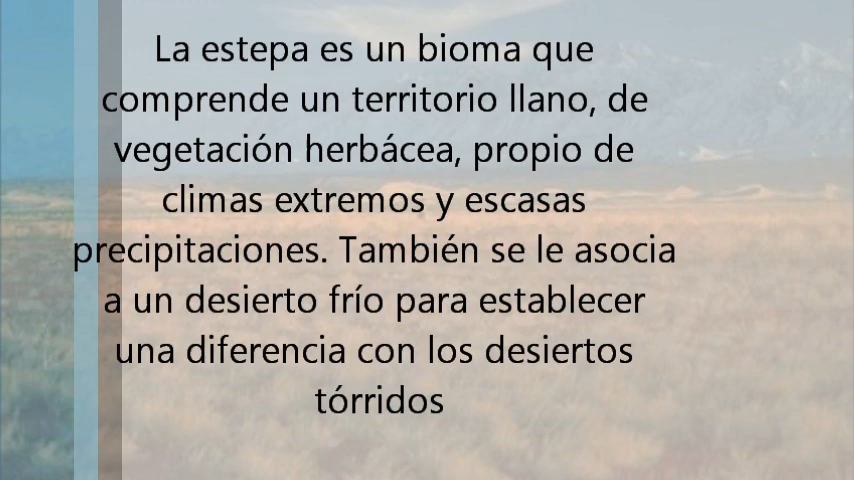 La estepa es un bioma que
comprende un territorio llano, de
vegetación herbácea, propio de
climas extremos y escasas
precipitaciones. También se le asocia
a un desierto frío para establecer
una diferencia con los desiertos
tórridos